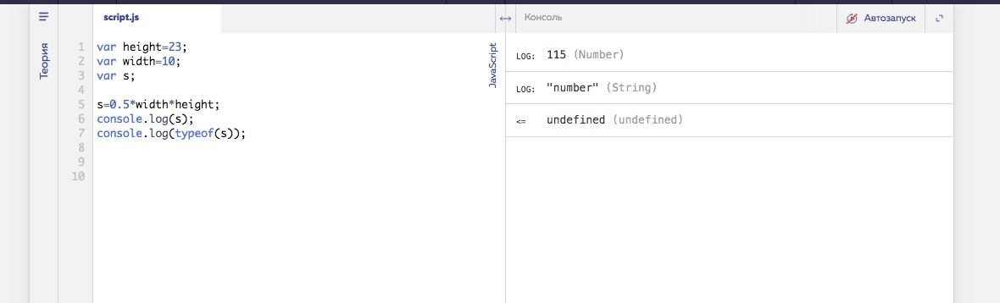 script.js
Консоль
Автозапуск
Теория
1 var height=23;
2 var width=10;
3 var s;
4
5 s=0.5*width*height;
6 console.log(s);
7 console.log(typeof(s));
8
9
10
JavaScript
LOG: 115 (Number)
LOG: "number" (String)
<= undefined (undefined)